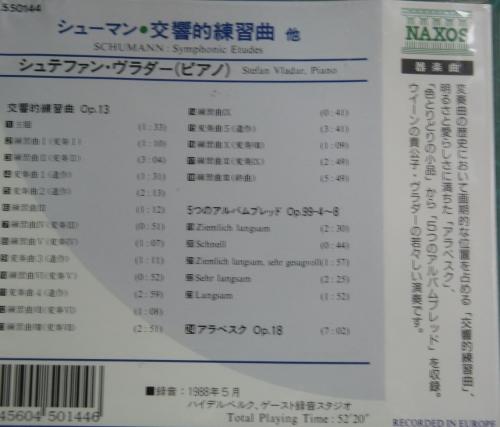 .550144
シューマン●交響的練習曲 他
SCHUMANN : Symphonic Etudes
シュテファン・ヴラダー(ピアノ) Stefan Vladar, Piano
交響的練習曲 Op.13
主題 (1:33)
練習曲I(変奏I) (1:10)
練習曲II(変奏II) (3:04)
変奏曲1(遺作) (1:31)
変奏曲2(遺作) (2:13)
練習曲III (1:12)
練習曲IV(変奏III) (0:51)
練習曲V(変奏IV) (1:07)
変奏曲3(遺作) (1:11)
練習曲VI(変奏V) (0:52)
変奏曲4(遺作) (2:59)
練習曲VII(変奏VI) (1:08)
練習曲VIII(変奏VII) (2:51)
練習曲IX (0:41)
変奏曲5(遺作) (3:41)
練習曲X(変奏VIII) (1:09)
練習曲XI(変奏IX) (2:49)
練習曲XII(終曲) (5:49)
5つのアルバムブレッド Op.99-4~8
Ziemlich langsam (2:30)
Schnell (0:44)
Ziemlich langsam, sehr gesangvoll (1:57)
Sehr langsam (2:25)
Langsam (1:52)
アラベスク Op.18 (7:02)
■録音:1988年5月
ハイデルベルク、ゲースト録音スタジオ
Total Playing Time: 52'20"
45604 501446
NAXOS
器楽曲
変奏曲の歴史において画期的な位置を占める「交響的練習曲」、
明るさと愛らしさに満ちた「アラベスク」、
「色とりどりの小品」から「5つのアルバムブレッド」を収録。
ウイーンの貴公子・ヴラダーの若々しい演奏です。
RECORDED IN EUROPE